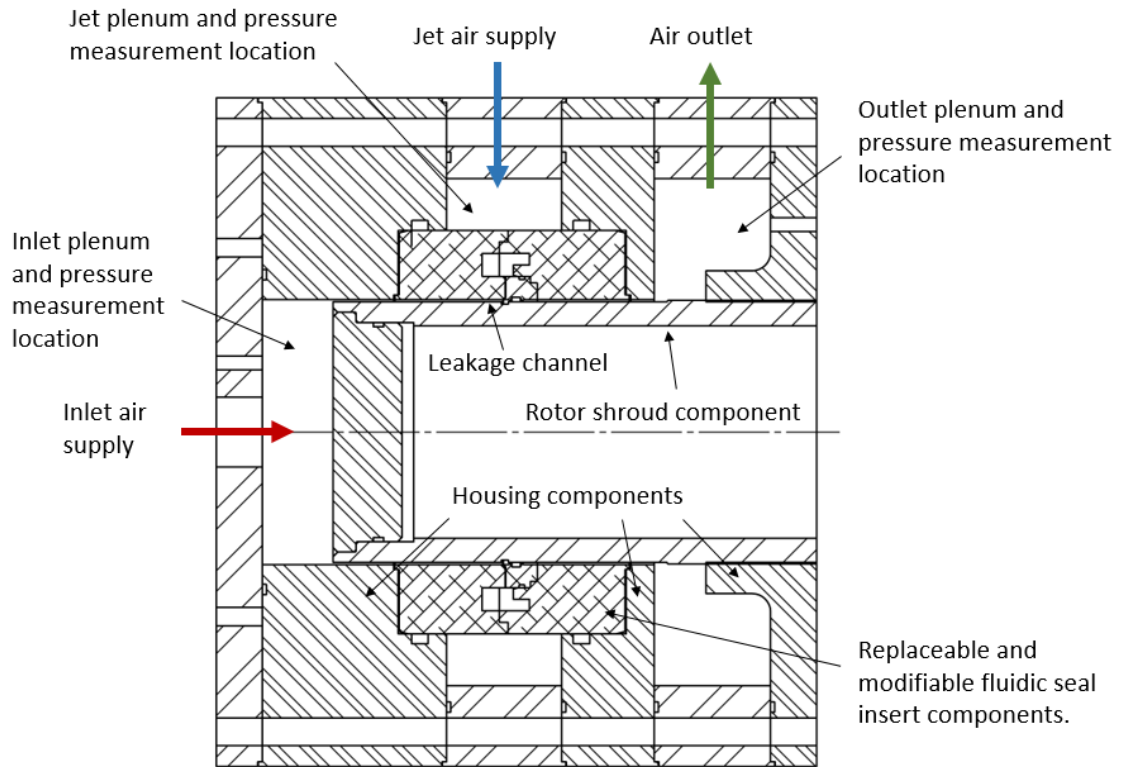 Jet plenum and pressure
measurement location
Jet air supply
Air outlet
Outlet plenum and
pressure measurement
location
Inlet plenum
and pressure
measurement
location
Leakage channel
Rotor shroud component
Inlet air
supply
Housing components
Replaceable and
modifiable fluidic seal
insert components.